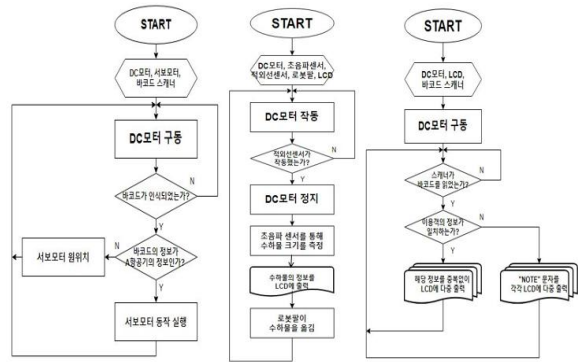 START
DC모터, 서보모터,
바코드 스캐너
DC모터 구동
바코드가 인식되었는가?
N
Y
바코드의 정보가
A항공기의 정보인가?
N
서보모터 원위치
Y
서보모터 동작 실행
START
DC모터, 초음파센서,
적외선센서, 로봇팔, LCD
DC모터 작동
적외선센서가
작동했는가?
N
Y
DC모터 정지
초음파 센서를 통해
수하물 크기를 측정
수하물의 정보를
LCD에 출력
로봇팔이
수하물을 옮김
START
DC모터, LCD,
바코드 스캐너
DC모터 구동
스캐너가
바코드를 읽었는가?
N
Y
이용객의 정보가
일치하는가?
N
Y
해당 정보를 중복없이
LCD에 다중 출력
"NOTE" 문자를
각각 LCD에 다중 출력